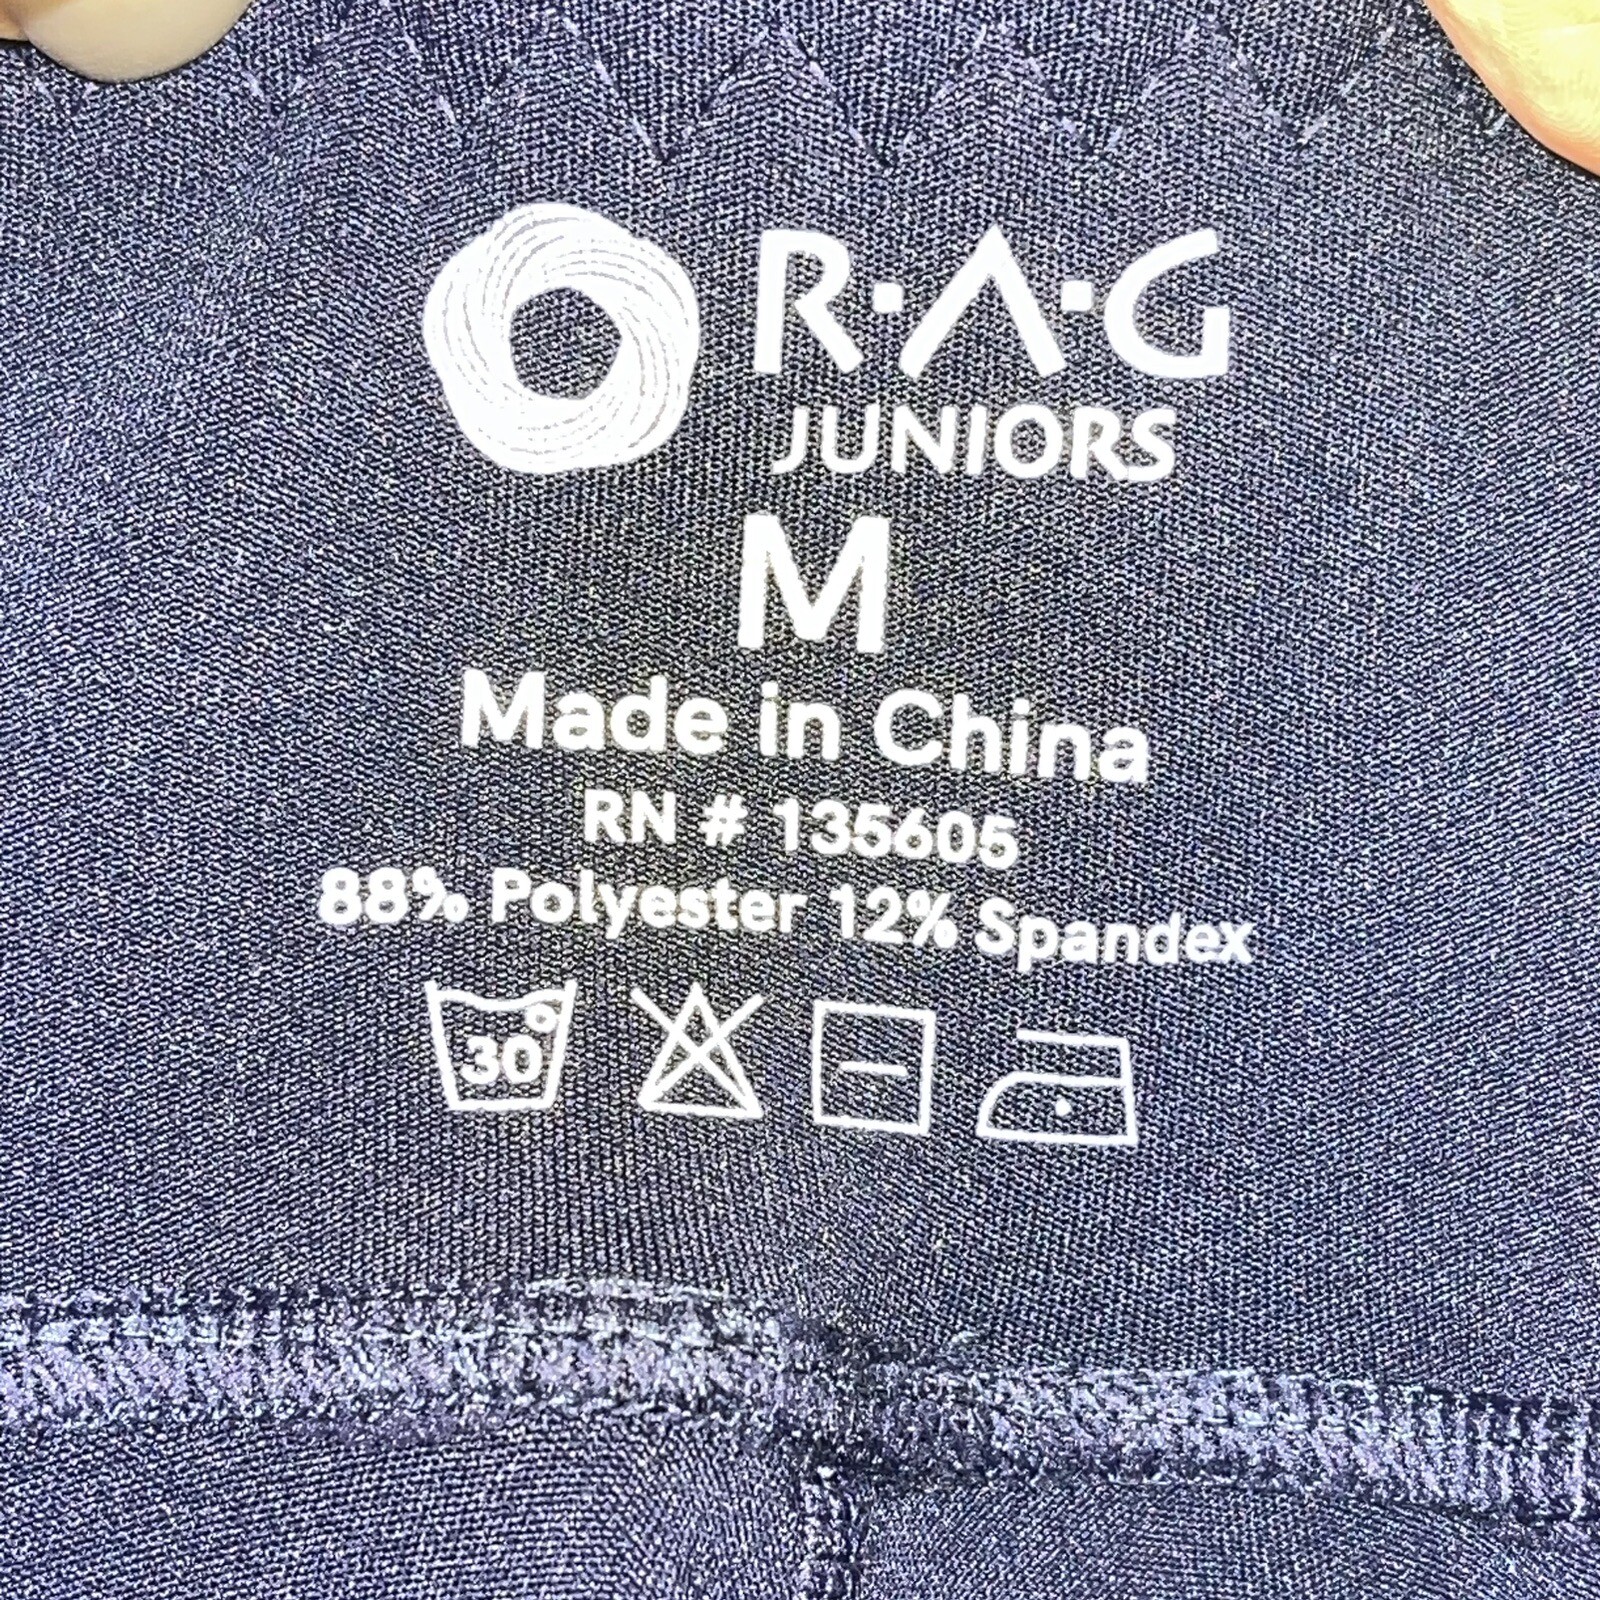 R·A·G
JUNIORS
M
Made in China
RN # 135605
88% Polyester 12% Spandex
30°